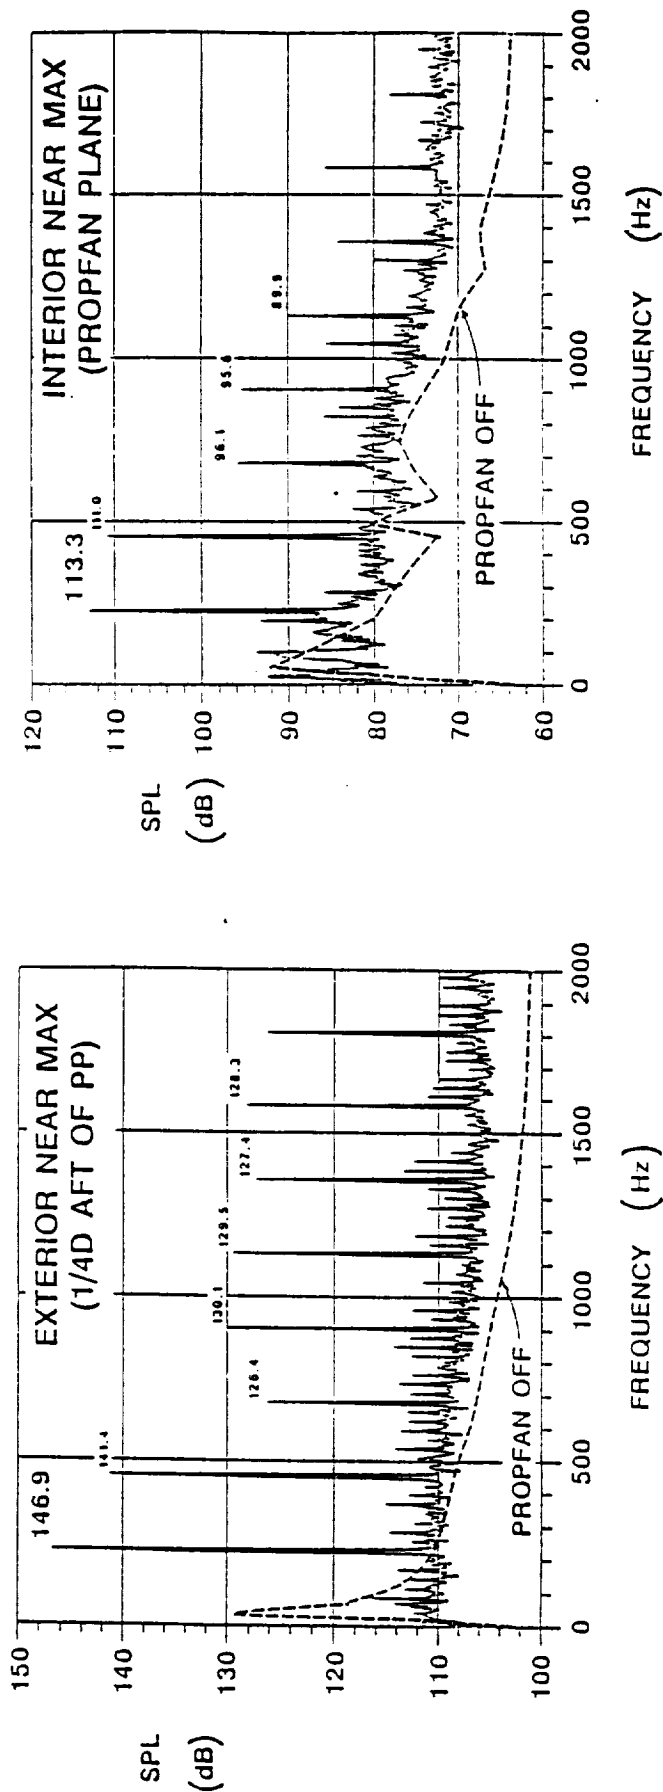 EXTERIOR NEAR MAX
(1/4D AFT OF PP)
146.9
141.4
126.4
130.1
129.5
127.4
128.3
150
140
130
120
110
100
SPL
(dB)
PROPFAN OFF
0
500
1000
1500
2000
FREQUENCY (Hz)
INTERIOR NEAR MAX
(PROPFAN PLANE)
113.3
111.0
96.1
95.6
89.9
120
110
100
90
80
70
60
SPL
(dB)
PROPFAN OFF
0
500
1000
1500
2000
FREQUENCY (Hz)